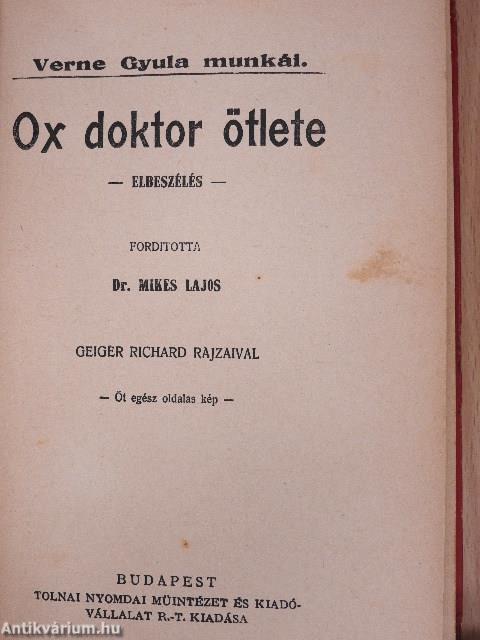 Verne Gyula munkái.
Ox doktor ötlete
— ELBESZÉLÉS —
FORDITOTTA
Dr. MIKES LAJOS
GEIGER RICHARD RAJZAIVAL
— Öt egész oldalas kép —
BUDAPEST
TOLNAI NYOMDAI MŰINTÉZET ÉS KIADÓ-
VÁLLALAT R.-T. KIADÁSA
Antikvárium.hu